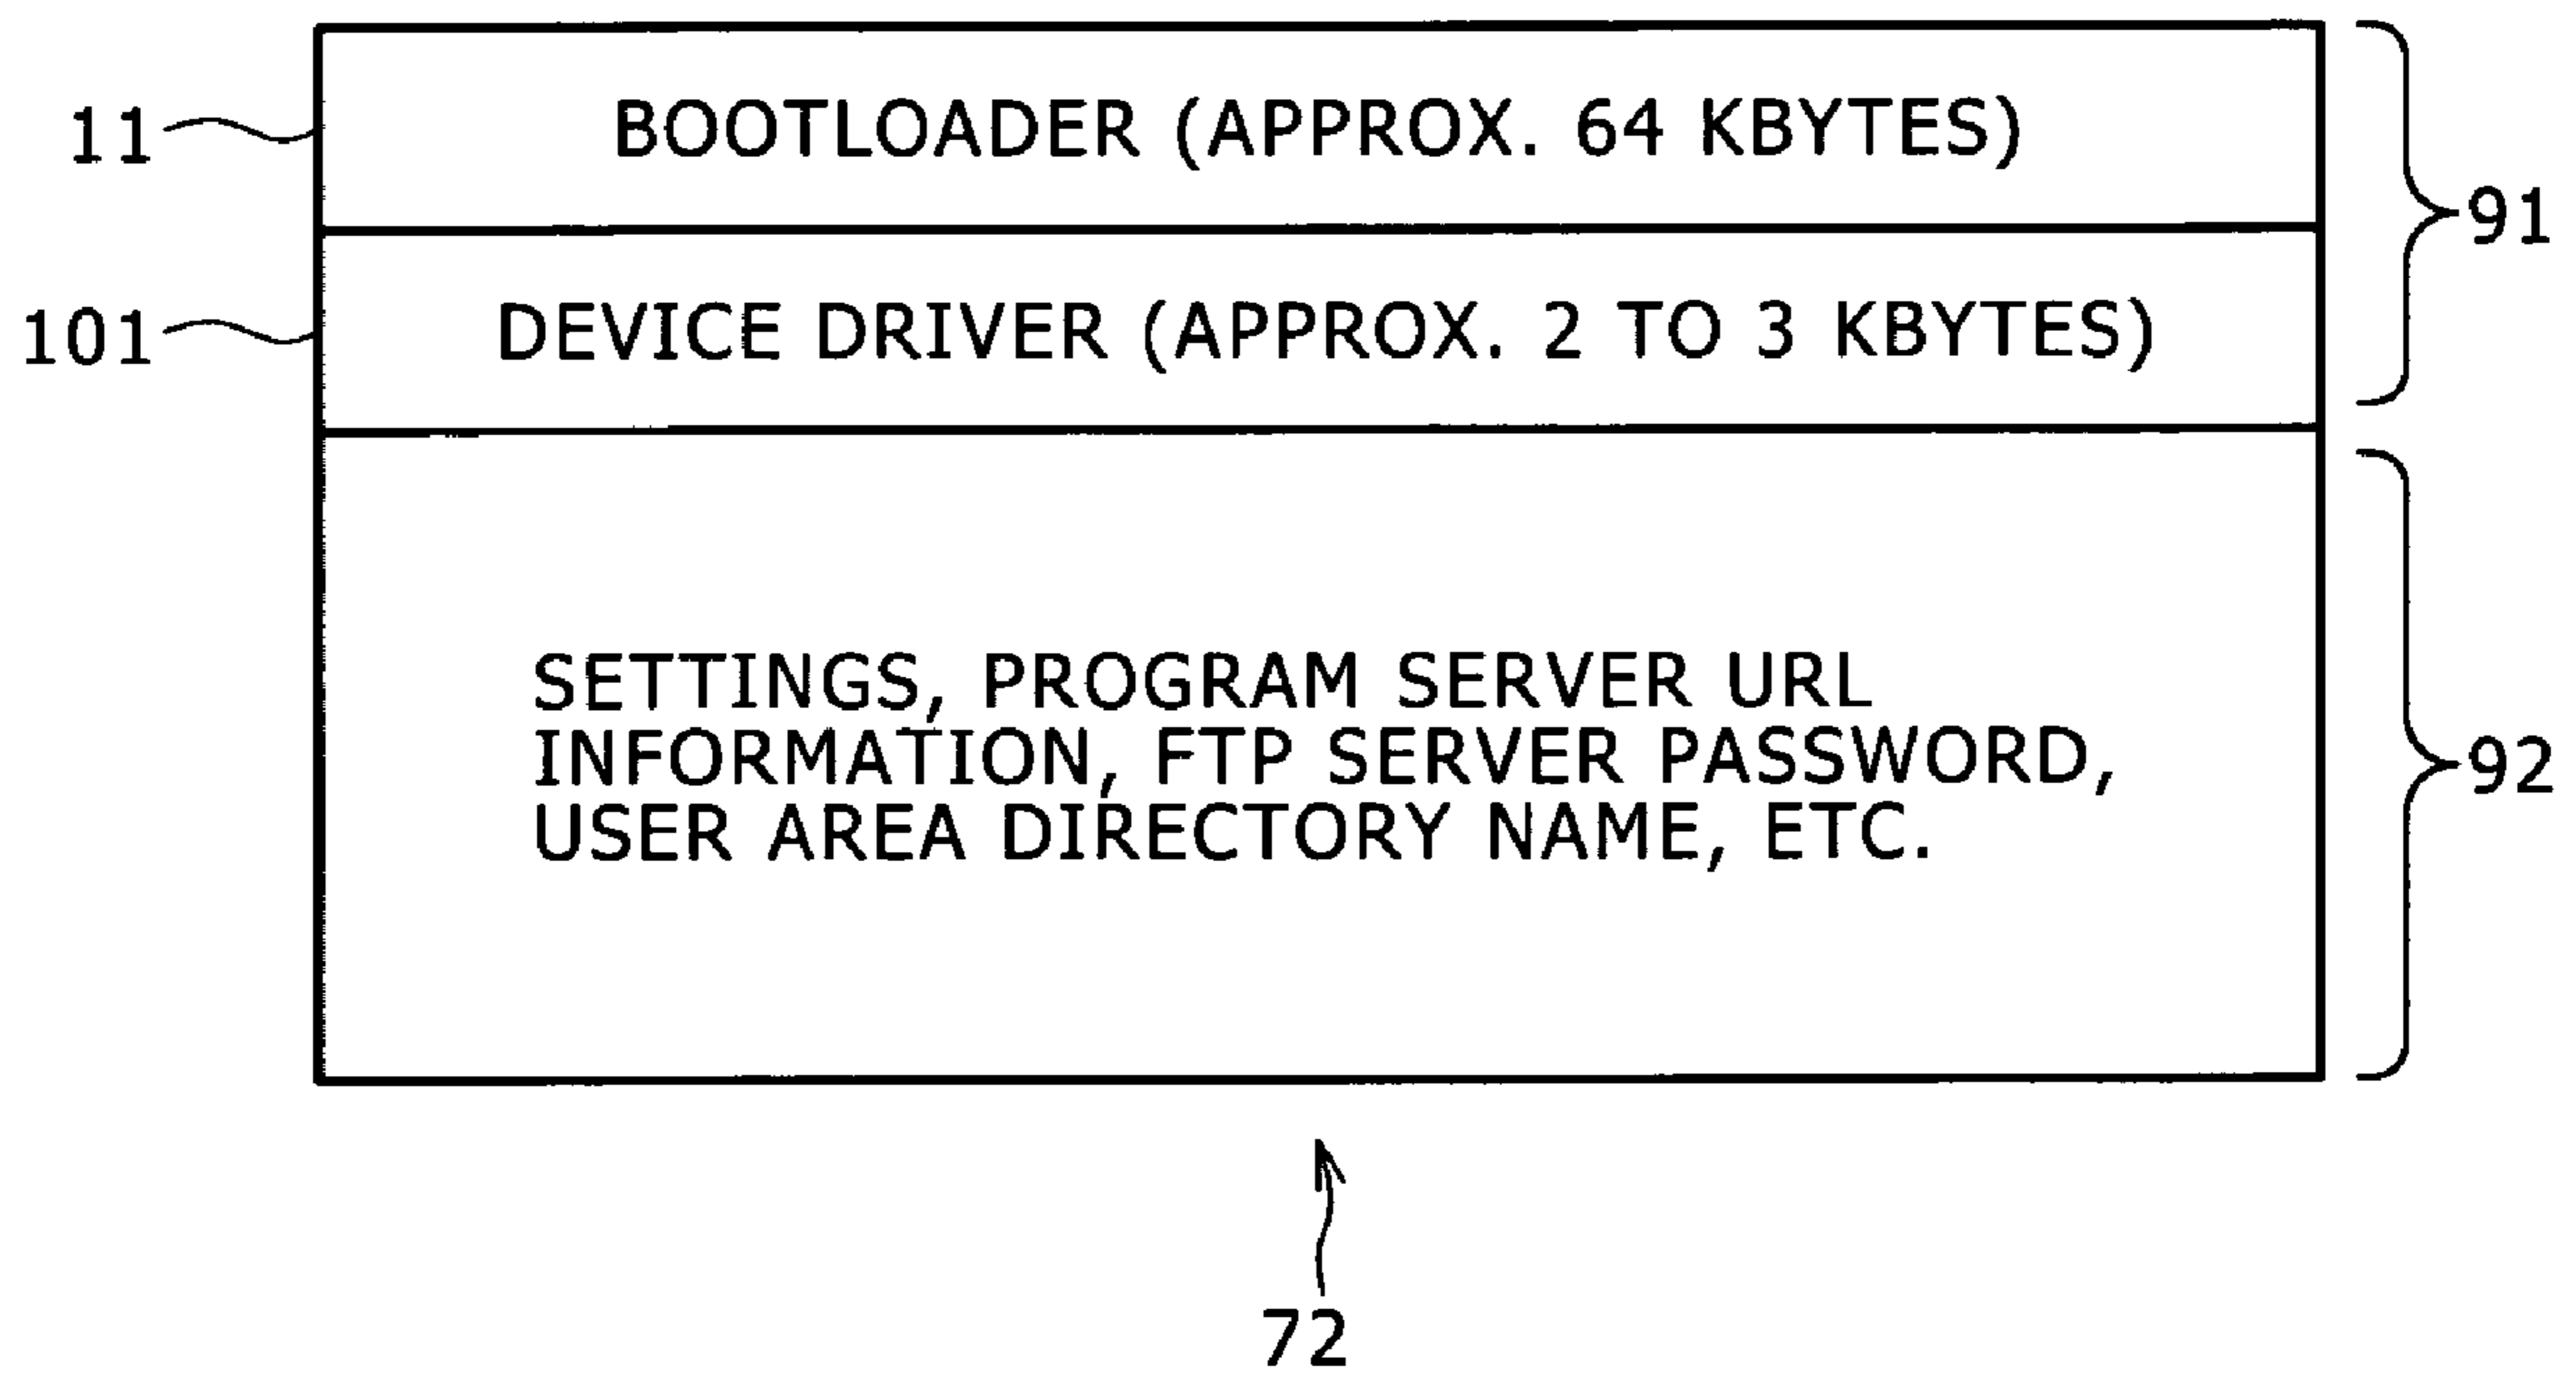 11
BOOTLOADER (APPROX. 64 KBYTES)
91
101
DEVICE DRIVER (APPROX. 2 TO 3 KBYTES)
SETTINGS, PROGRAM SERVER URL
INFORMATION, FTP SERVER PASSWORD,
USER AREA DIRECTORY NAME, ETC.
92
72